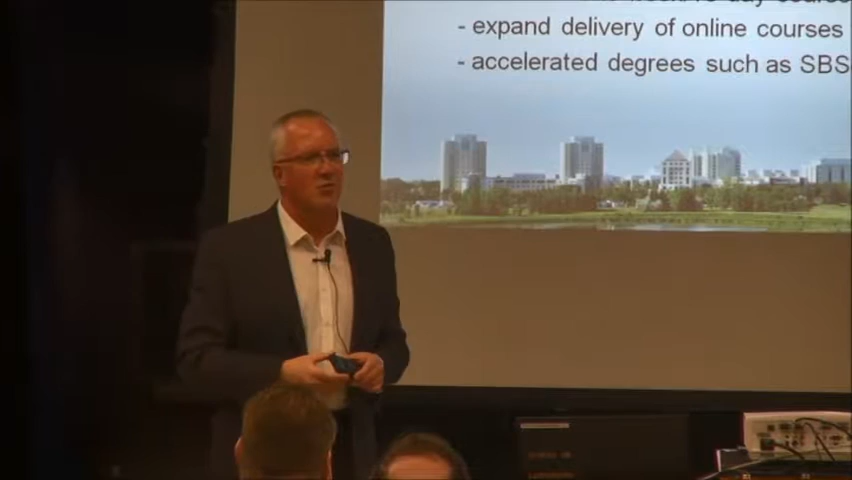 - expand delivery of online courses
- accelerated degrees such as SBS